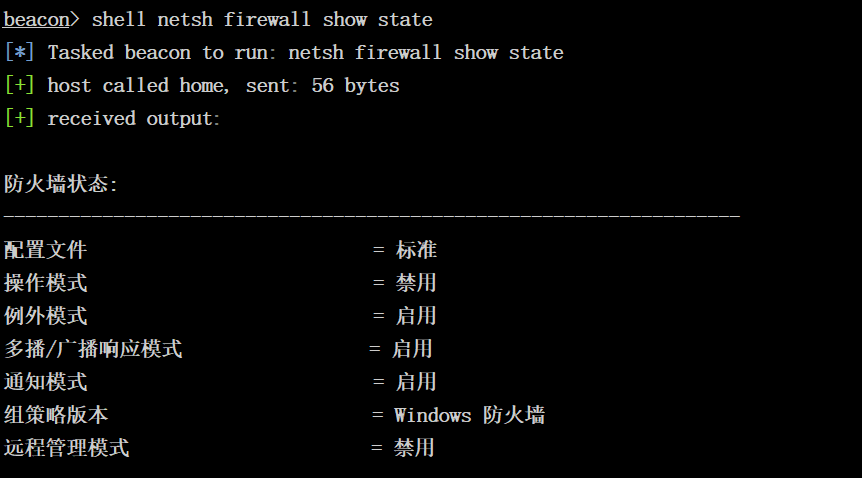 beacon> shell netsh firewall show state
[*] Tasked beacon to run: netsh firewall show state
[+] host called home, sent: 56 bytes
[+] received output:
防火墙状态:
-------------------------------------------------------------------
配置文件 = 标准
操作模式 = 禁用
例外模式 = 启用
多播/广播响应模式 = 启用
通知模式 = 启用
组策略版本 = Windows 防火墙
远程管理模式 = 禁用